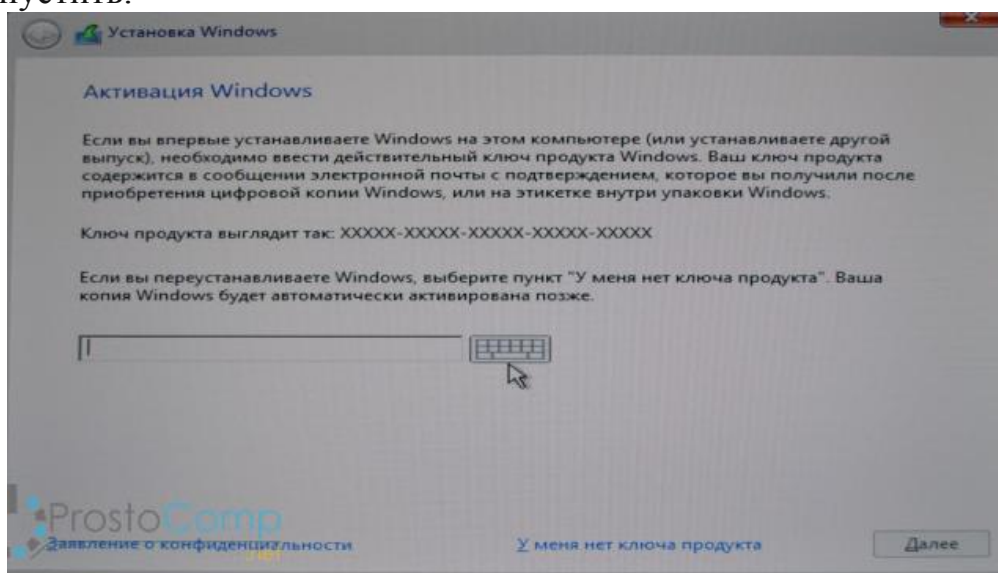 пустить.
Установка Windows
Активация Windows
Если вы впервые устанавливаете Windows на этом компьютере (или устанавливаете другой
выпуск), необходимо ввести действительный ключ продукта Windows. Ваш ключ продукта
содержится в сообщении электронной почты с подтверждением, которое вы получили после
приобретения цифровой копии Windows, или на этикетке внутри упаковки Windows.
Ключ продукта выглядит так: XXXXX-XXXXX-XXXXX-XXXXX-XXXXX
Если вы переустанавливаете Windows, выберите пункт "У меня нет ключа продукта". Ваша
копия Windows будет автоматически активирована позже.
ProstoComp
.net
Заявление о конфиденциальности У меня нет ключа продукта Далее